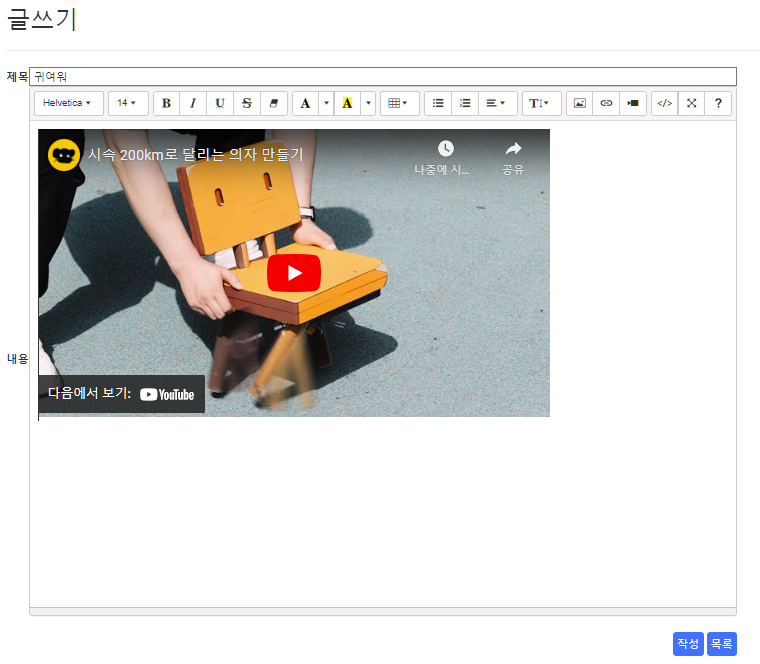 글쓰기
제목 귀여워
Helvetica 14 B I U S A A T </> ?
시속 200km로 달리는 의자 만들기
나중에 시... 공유
내용
다음에서 보기: YouTube
작성 목록